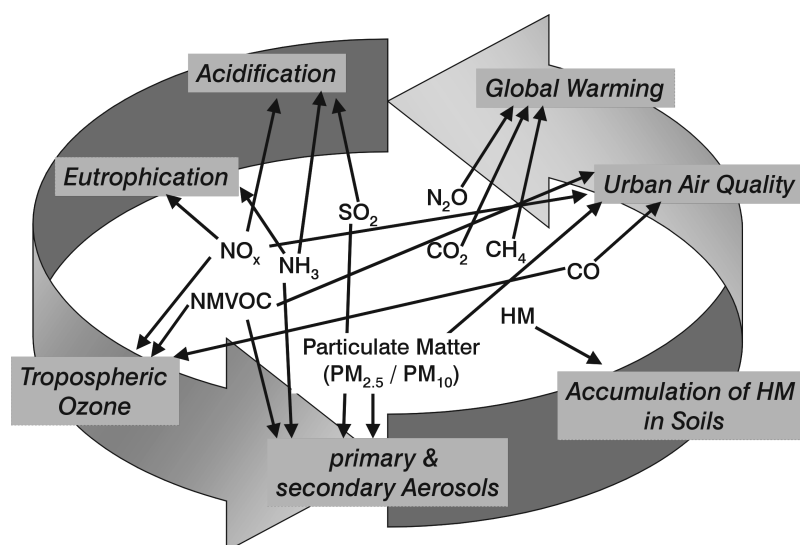 Acidification
Global Warming
Eutrophication
Urban Air Quality
SO₂
N₂O
NOₓ
NH₃
CO₂
CH₄
CO
NMVOC
HM
Particulate Matter
(PM₂.₅ / PM₁₀)
Tropospheric
Ozone
Accumulation of HM
in Soils
primary &
secondary Aerosols